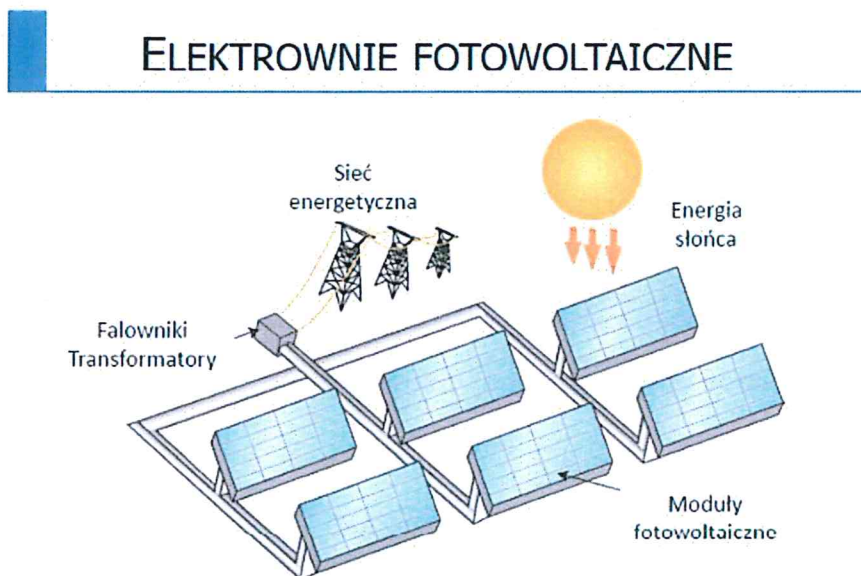 ELEKTROWNIE FOTOWOLTAICZNE
Sieć
energetyczna
Energia
słońca
Falowniki
Transformatory
Moduły
fotowoltaiczne